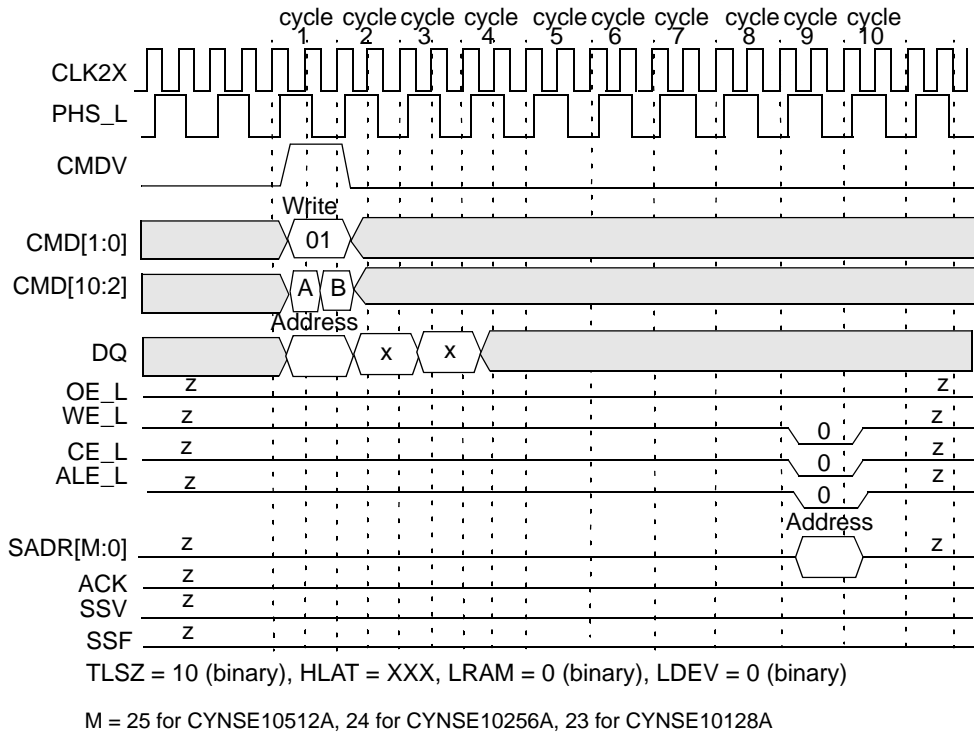 cycle cycle cycle cycle cycle cycle cycle cycle cycle cycle
1 2 3 4 5 6 7 8 9 10
CLK2X
PHS_L
CMDV
Write
CMD[1:0] 01
CMD[10:2] A B
Address
DQ x x
OE_L z z
WE_L z 0 z
CE_L z 0 z
ALE_L z 0 z
Address
SADR[M:0] z z
ACK z
SSV z
SSF z
TLSZ = 10 (binary), HLAT = XXX, LRAM = 0 (binary), LDEV = 0 (binary)
M = 25 for CYNSE10512A, 24 for CYNSE10256A, 23 for CYNSE10128A